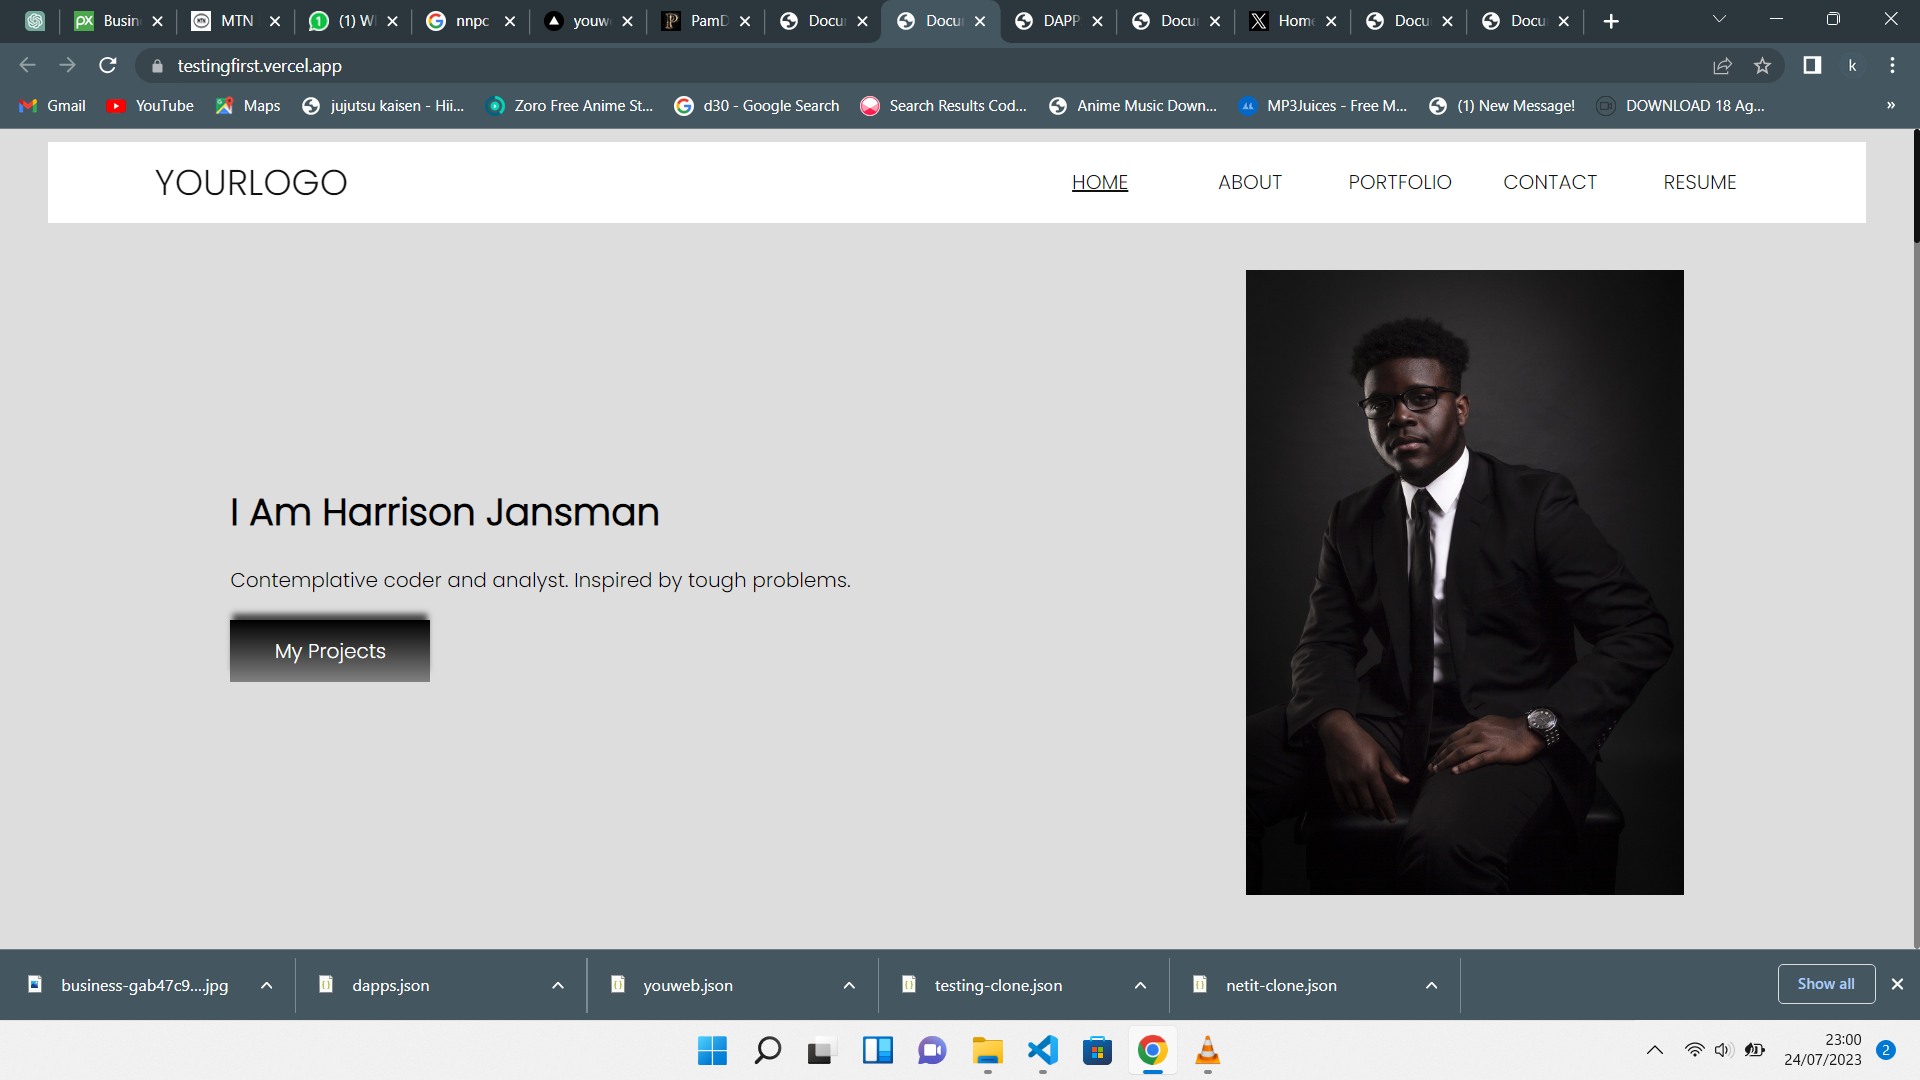 Busin
MTN
(1) W
nnpc
youw
PamD
Docu
Docu
DAPP
Docu
Home
Docu
Docu
testingfirst.vercel.app
k
Gmail
YouTube
Maps
jujutsu kaisen - Hii...
Zoro Free Anime St...
d30 - Google Search
Search Results Cod...
Anime Music Down...
MP3Juices - Free M...
(1) New Message!
DOWNLOAD 18 Ag...
»
YOURLOGO
HOME
ABOUT
PORTFOLIO
CONTACT
RESUME
I Am Harrison Jansman
Contemplative coder and analyst. Inspired by tough problems.
My Projects
business-gab47c9....jpg
dapps.json
youweb.json
testing-clone.json
netit-clone.json
Show all
23:00
24/07/2023
2